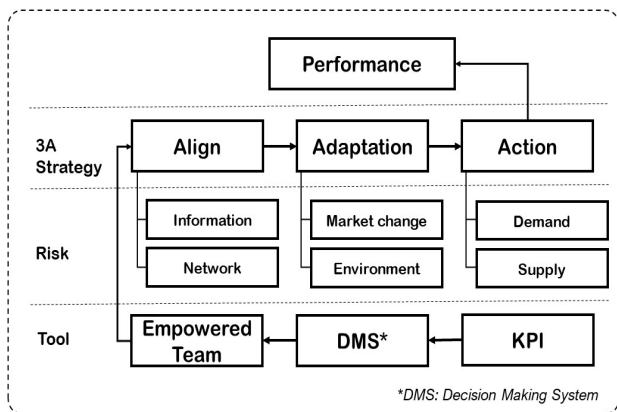 Performance
3A
Strategy
Align
Adaptation
Action
Risk
Information
Market change
Demand
Network
Environment
Supply
Tool
Empowered
Team
DMS*
KPI
*DMS: Decision Making System